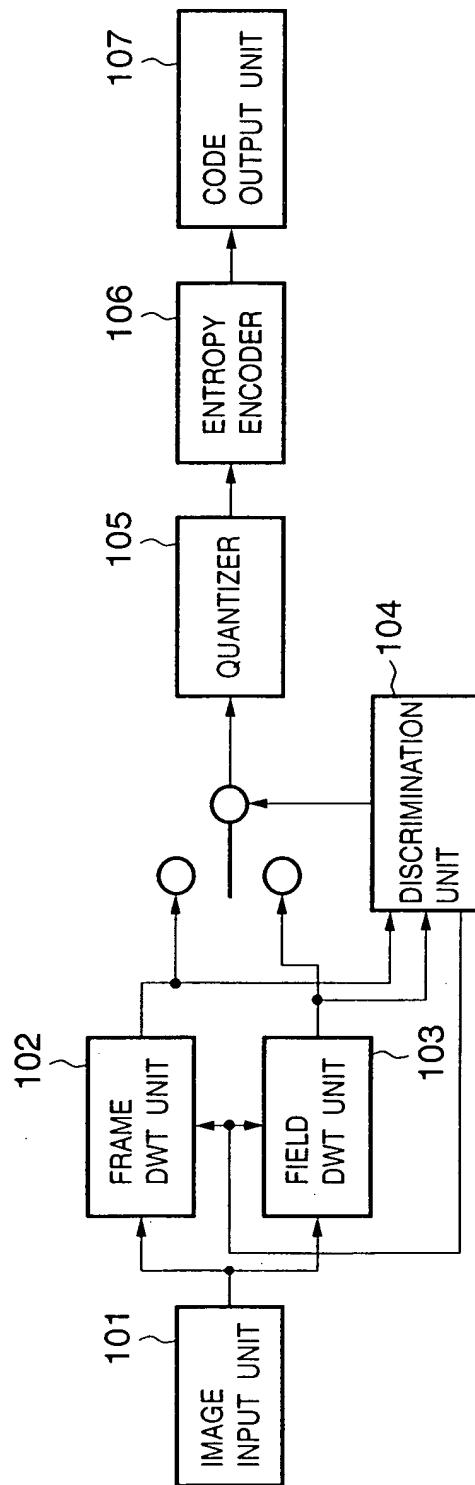 101
IMAGE
INPUT UNIT
102
FRAME
DWT UNIT
103
FIELD
DWT UNIT
104
DISCRIMINATION
UNIT
105
QUANTIZER
106
ENTROPY
ENCODER
107
CODE
OUTPUT UNIT